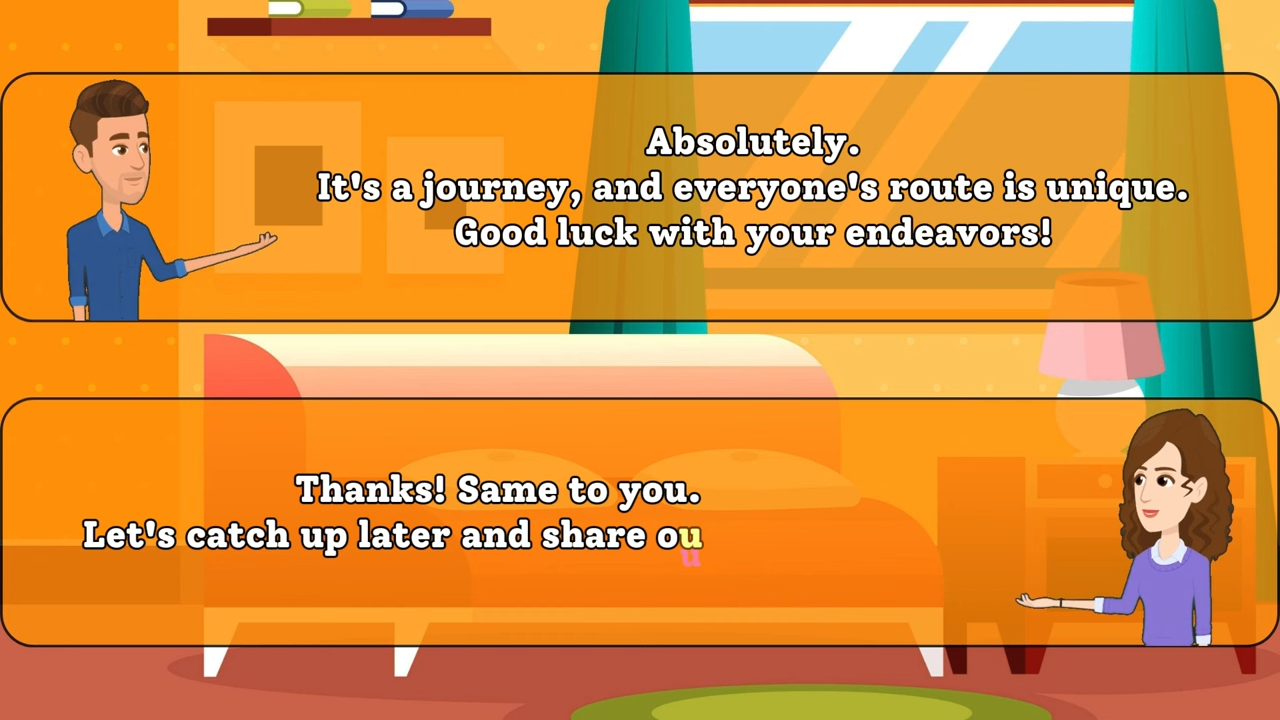 Absolutely.
It's a journey, and everyone's route is unique.
Good luck with your endeavors!
Thanks! Same to you.
Let's catch up later and share ou